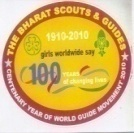 THE BHARAT SCOUTS & GUIDES
1910-2010
girls worldwide say
100 YEARS
of changing lives
CENTENARY YEAR OF WORLD GUIDE MOVEMENT 2010